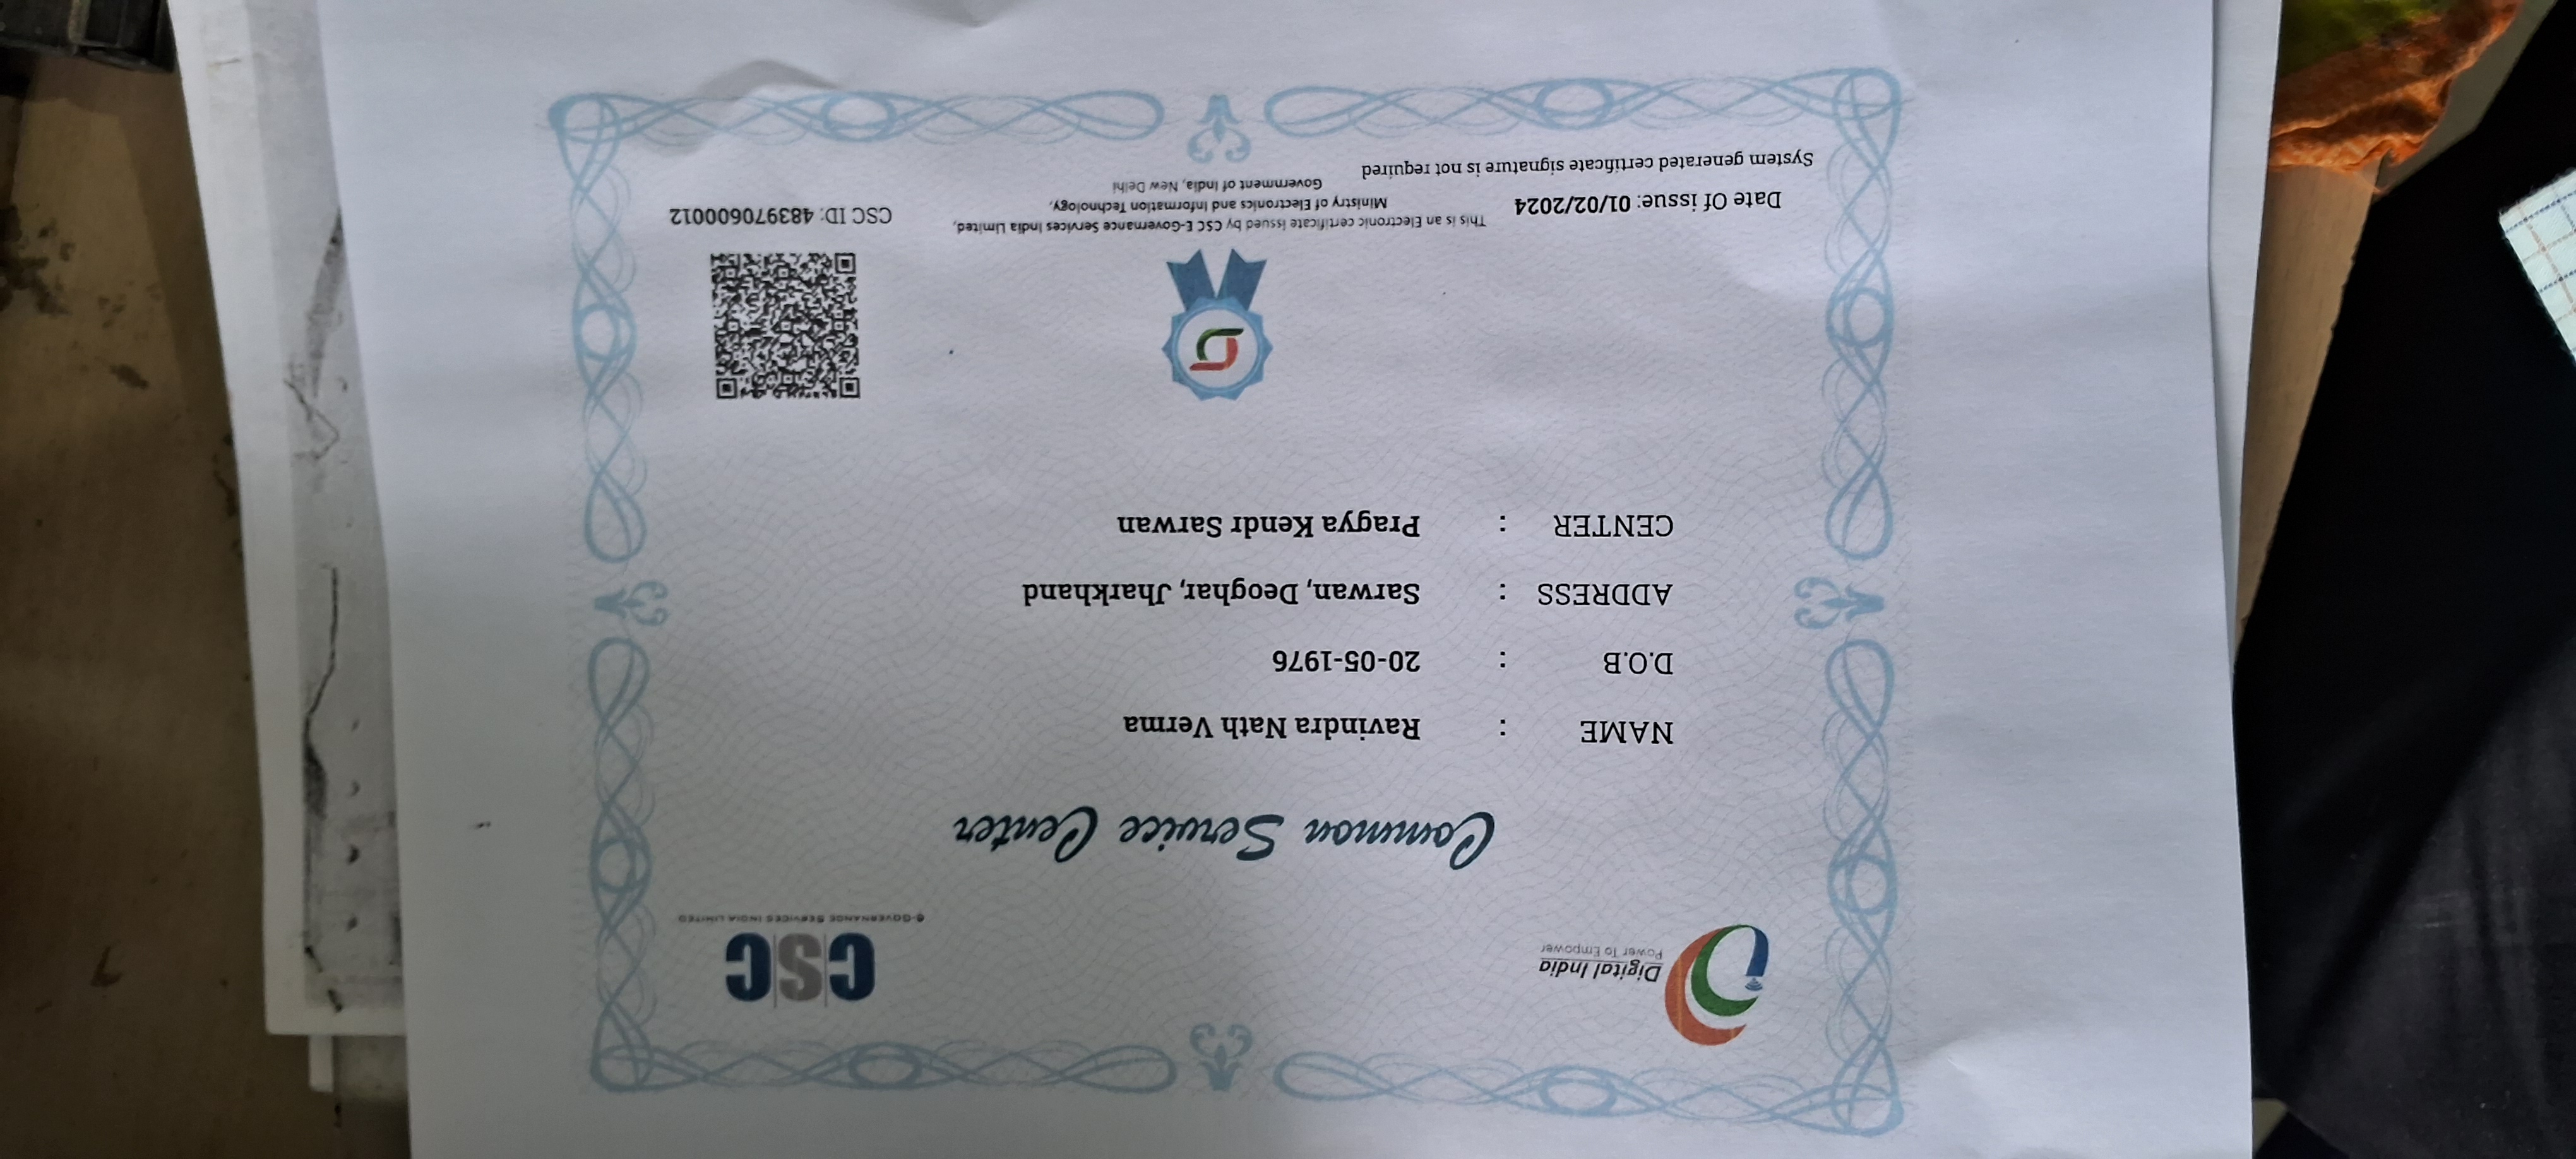 Digital India
Power To Empower
CSC
e-GOVERNANCE SERVICES INDIA LIMITED
Common Service Center
NAME : Ravindra Nath Verma
D.O.B : 20-05-1976
ADDRESS : Sarwan, Deoghar, Jharkhand
CENTER : Pragya Kendr Sarwan
This is an Electronic certificate issued by CSC E-Governance Services India Limited,
Ministry of Electronics and Information Technology,
Government of India, New Delhi
Date Of issue: 01/02/2024
CSC ID: 483970600012
System generated certificate signature is not required